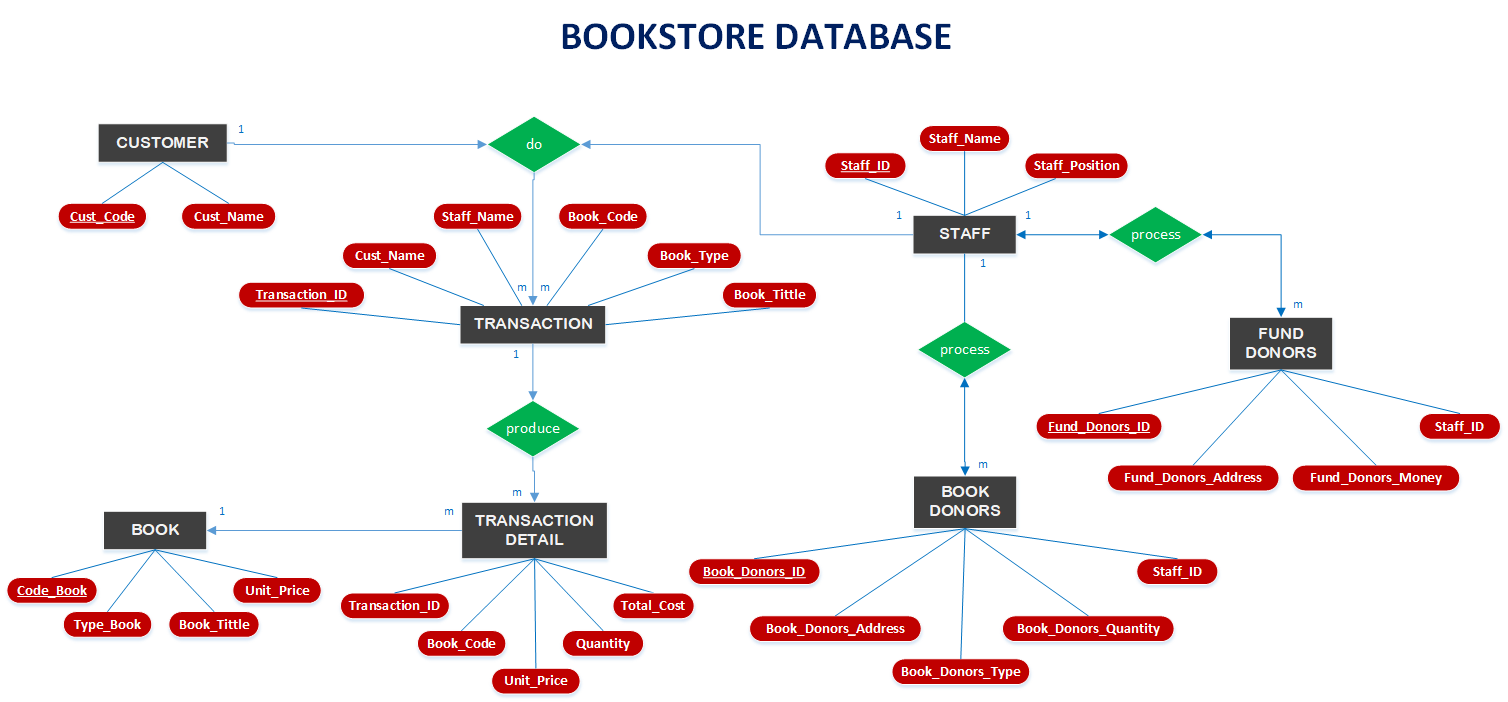 BOOKSTORE DATABASE
CUSTOMER
1
do
Cust_Code
Cust_Name
Staff_Name
Staff_ID
Staff_Position
1
STAFF
1
1
process
m
process
m
FUND
DONORS
Fund_Donors_ID
Fund_Donors_Address
Fund_Donors_Money
Staff_ID
Staff_Name
Book_Code
Cust_Name
Book_Type
Transaction_ID
Book_Tittle
m
m
TRANSACTION
1
produce
m
TRANSACTION
DETAIL
m
1
BOOK
Code_Book
Type_Book
Book_Tittle
Unit_Price
Transaction_ID
Book_Code
Unit_Price
Quantity
Total_Cost
BOOK
DONORS
Book_Donors_ID
Book_Donors_Address
Book_Donors_Type
Book_Donors_Quantity
Staff_ID